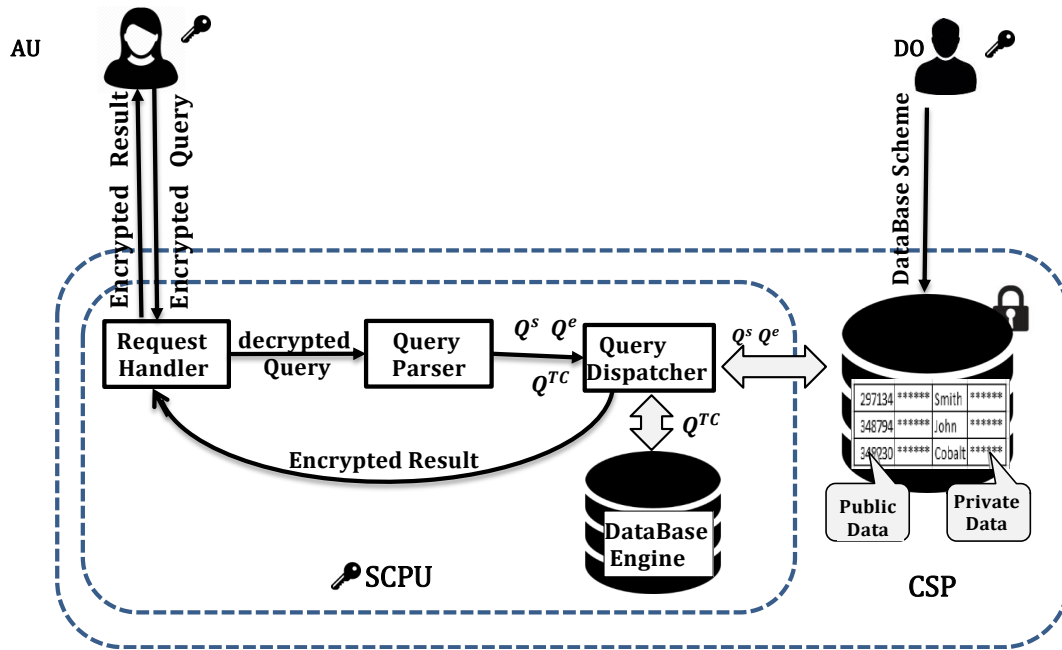 AU
DO
Encrypted Result
Encrypted Query
DataBase Scheme
Request
Handler
decrypted
Query
Query
Parser
Q^s Q^e
Q^TC
Query
Dispatcher
Q^s Q^e
Q^TC
297134 ****** Smith ******
348794 ****** John ******
348930 ****** Cobalt ******
Encrypted Result
Public
Data
Private
Data
DataBase
Engine
SCPU
CSP